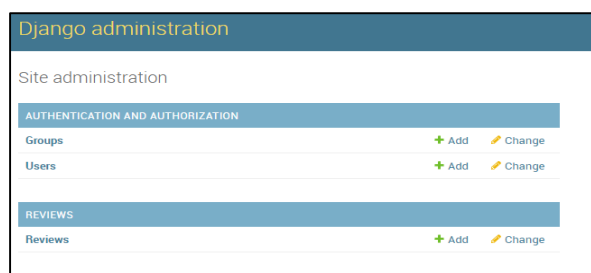 Django administration
Site administration
AUTHENTICATION AND AUTHORIZATION
Groups Add Change
Users Add Change
REVIEWS
Reviews Add Change